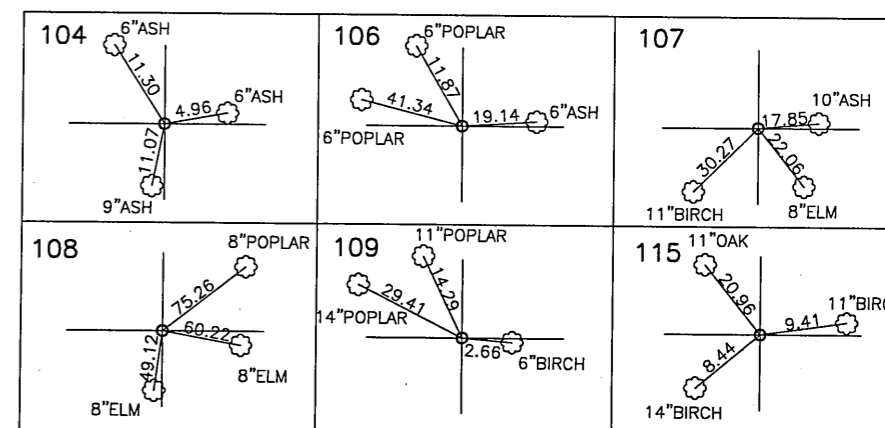 104
6"ASH
11.30
4.96
6"ASH
11.07
9"ASH
106
6"POPLAR
11.87
41.34
6"POPLAR
19.14
6"ASH
107
10"ASH
17.85
30.27
22.06
11"BIRCH
8"ELM
108
8"POPLAR
75.26
60.22
49.12
8"ELM
8"ELM
109
11"POPLAR
14.29
29.41
14"POPLAR
2.66
6"BIRCH
115
11"OAK
20.96
11"BIRC
9.41
8.44
14"BIRCH